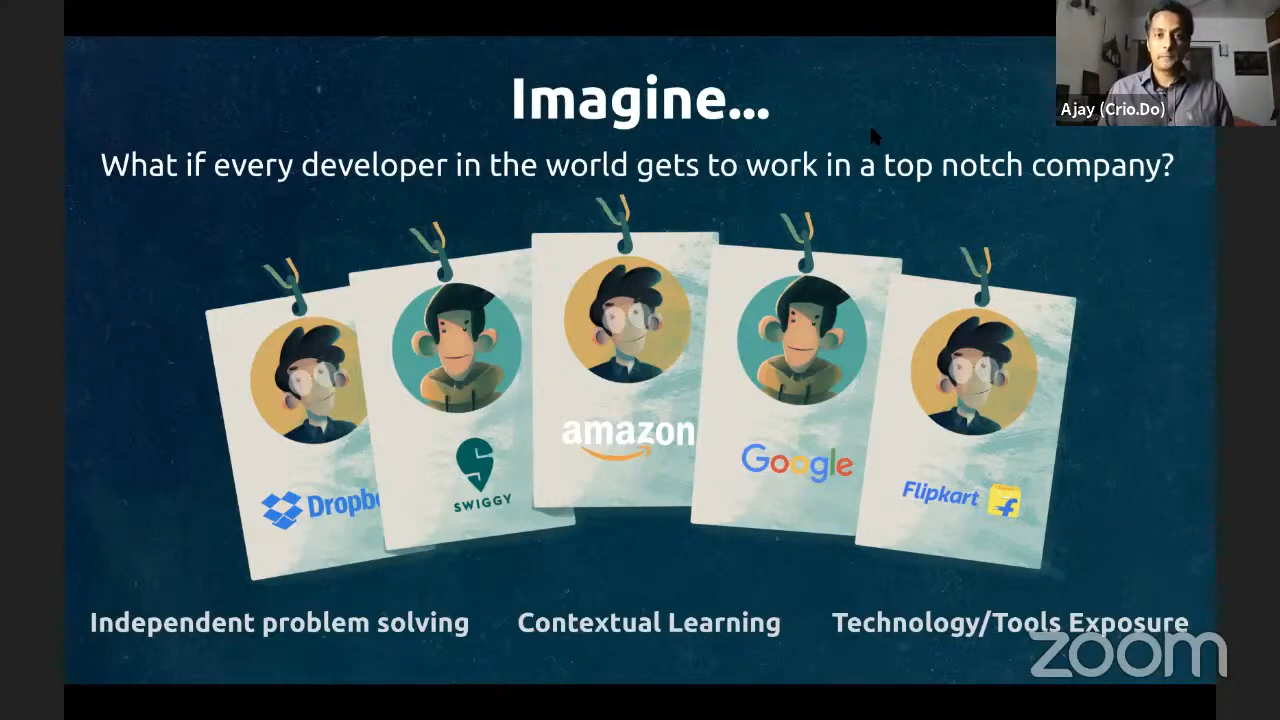 Imagine...
Ajay (Crio.Do)
What if every developer in the world gets to work in a top notch company?
Dropbo
SWIGGY
amazon
Google
Flipkart
Independent problem solving
Contextual Learning
Technology/Tools Exposure
zoom